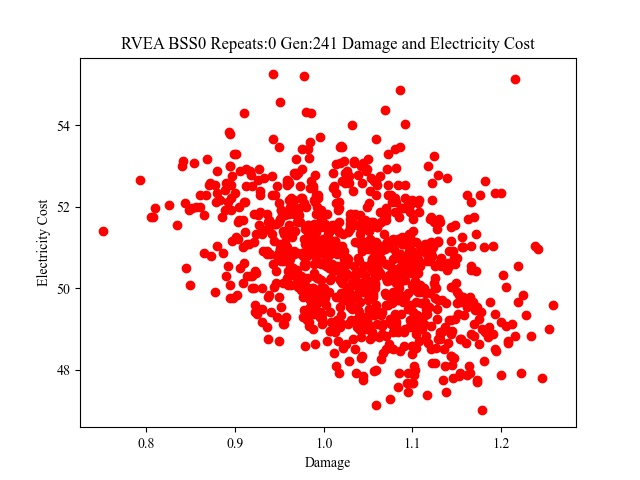 RVEA BSS0 Repeats:0 Gen:241 Damage and Electricity Cost
54
52
50
48
Electricity Cost
0.8 0.9 1.0 1.1 1.2
Damage